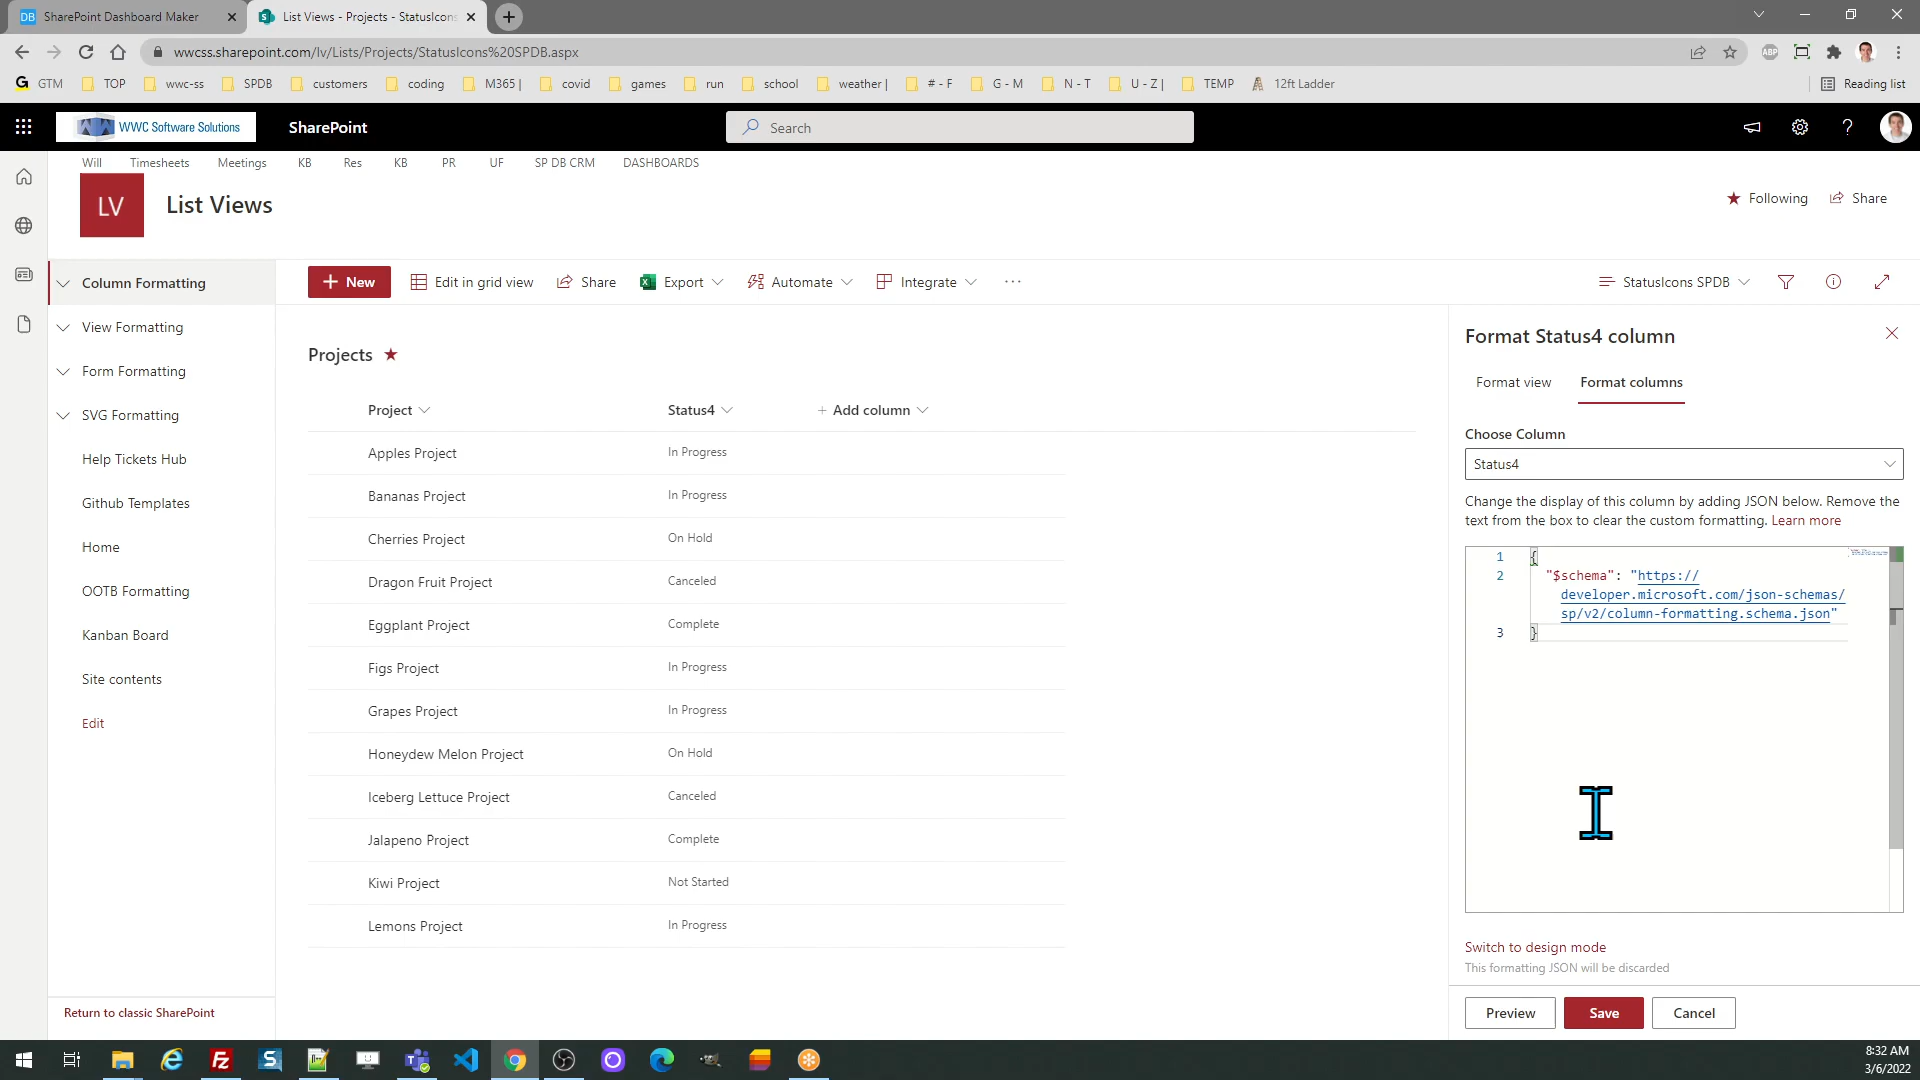 DB SharePoint Dashboard Maker
List Views - Projects - StatusIcons
wwcss.sharepoint.com/lv/Lists/Projects/StatusIcons%20SPDB.aspx
ABP
G GTM TOP wwc-ss SPDB customers coding M365 | covid games run school weather | # - F G - M N - T U - Z | TEMP 12ft Ladder Reading list
WWC Software Solutions SharePoint Search
Will Timesheets Meetings KB Res KB PR UF SP DB CRM DASHBOARDS
LV List Views
Following Share
Column Formatting
View Formatting
Form Formatting
SVG Formatting
Help Tickets Hub
Github Templates
Home
OOTB Formatting
Kanban Board
Site contents
Edit
Return to classic SharePoint
+ New Edit in grid view Share Export Automate Integrate ··· StatusIcons SPDB
Projects
Project Status4 + Add column
Apples Project In Progress
Bananas Project In Progress
Cherries Project On Hold
Dragon Fruit Project Canceled
Eggplant Project Complete
Figs Project In Progress
Grapes Project In Progress
Honeydew Melon Project On Hold
Iceberg Lettuce Project Canceled
Jalapeno Project Complete
Kiwi Project Not Started
Lemons Project In Progress
Format Status4 column
Format view Format columns
Choose Column
Status4
Change the display of this column by adding JSON below. Remove the
text from the box to clear the custom formatting. Learn more
1 {
2 "$schema": "https://
developer.microsoft.com/json-schemas/
sp/v2/column-formatting.schema.json"
3 }
Switch to design mode
This formatting JSON will be discarded
Preview Save Cancel
8:32 AM
3/6/2022